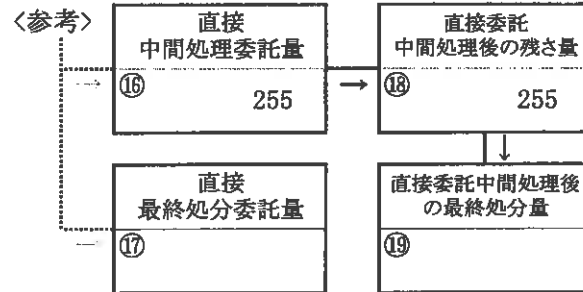 〈参考〉
直接
中間処理委託量
⑯
255
→
直接委託
中間処理後の残さ量
⑱
255
↓
直接
最終処分委託量
⑰
直接委託中間処理後
の最終処分量
⑲